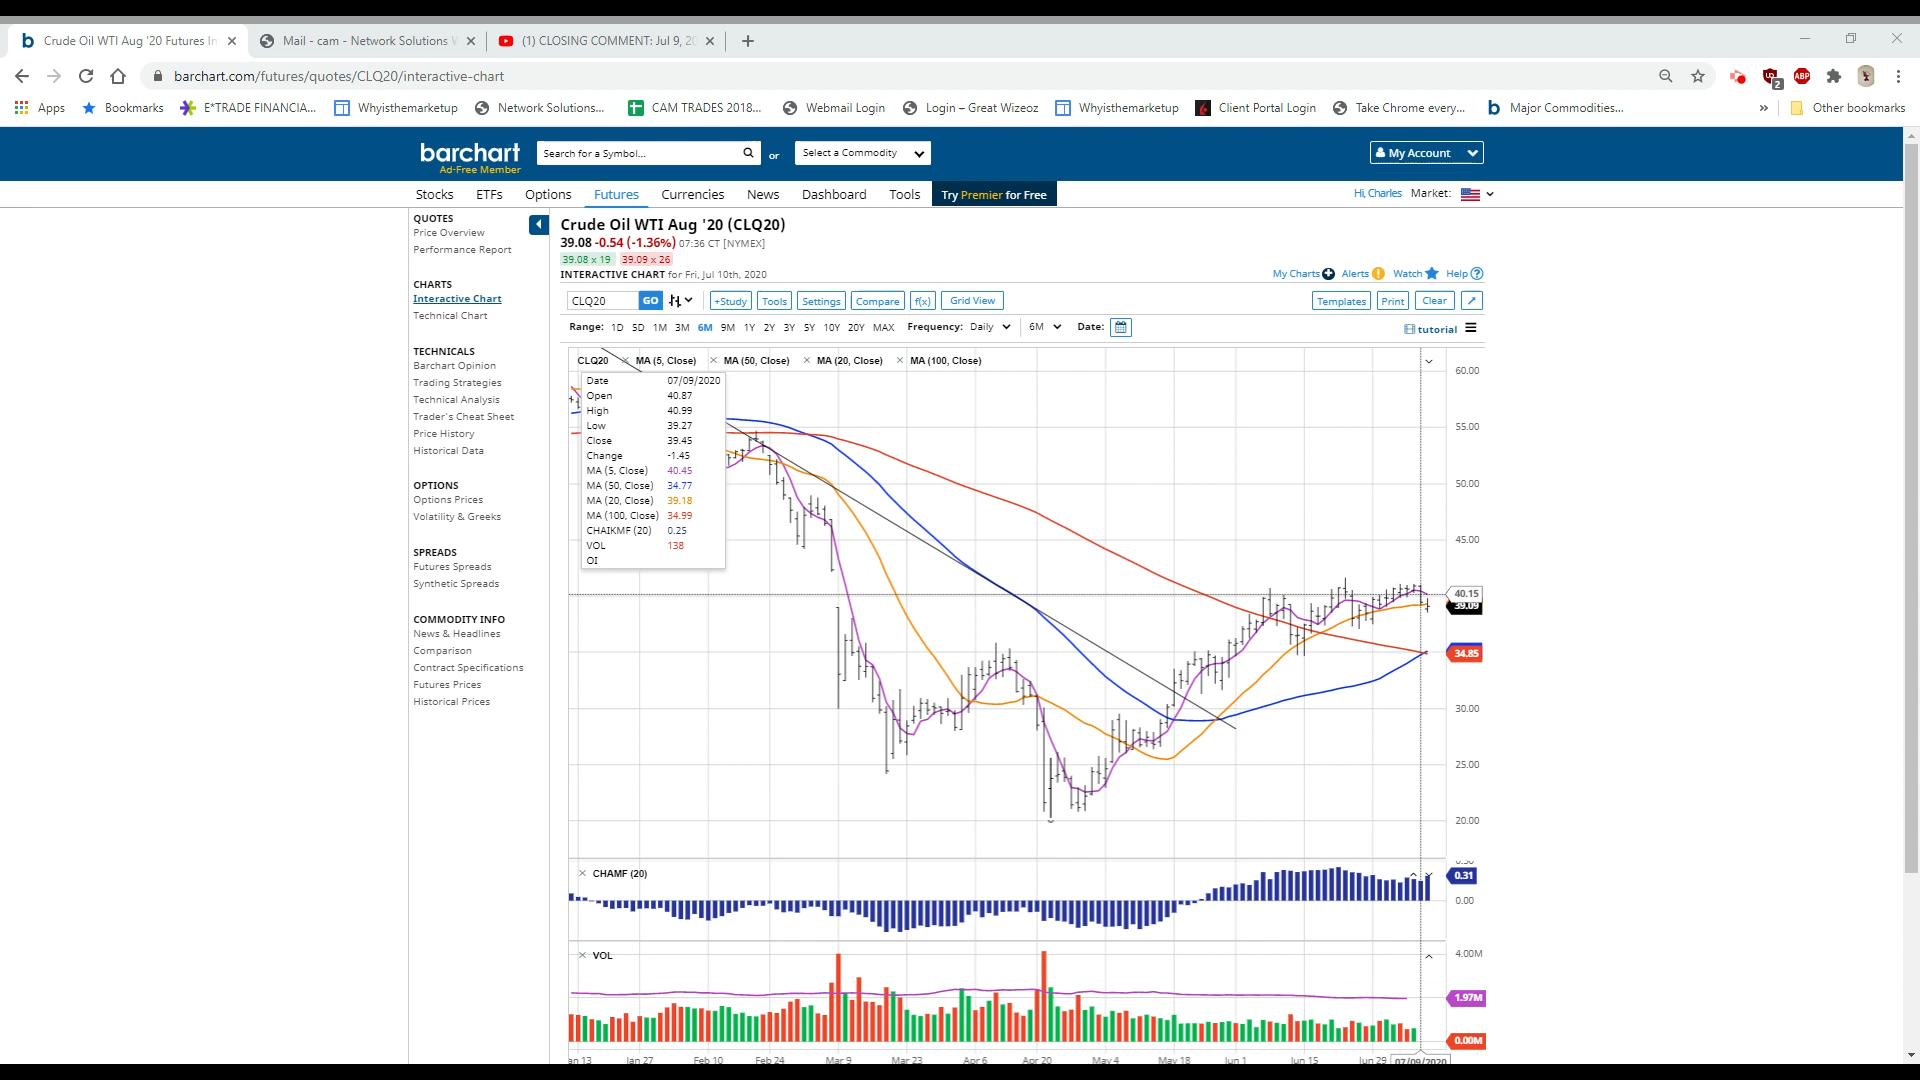 Crude Oil WTI Aug '20 Futures In
Mail - cam - Network Solutions W
(1) CLOSING COMMENT: Jul 9, 20
barchart.com/futures/quotes/CLQ20/interactive-chart
2
ABP
Apps
Bookmarks
E*TRADE FINANCIA...
Whyisthemarketup
Network Solutions...
CAM TRADES 2018...
Webmail Login
Login – Great Wizeoz
Whyisthemarketup
Client Portal Login
Take Chrome every...
Major Commodities...
»
Other bookmarks
barchart
Ad-Free Member
Search for a Symbol...
or
Select a Commodity
My Account
Stocks ETFs Options Futures Currencies News Dashboard Tools Try Premier for Free
Hi, Charles Market:
QUOTES
Price Overview
Performance Report
CHARTS
Interactive Chart
Technical Chart
TECHNICALS
Barchart Opinion
Trading Strategies
Technical Analysis
Trader's Cheat Sheet
Price History
Historical Data
OPTIONS
Options Prices
Volatility & Greeks
SPREADS
Futures Spreads
Synthetic Spreads
COMMODITY INFO
News & Headlines
Comparison
Contract Specifications
Futures Prices
Historical Prices
Crude Oil WTI Aug '20 (CLQ20)
39.08 -0.54 (-1.36%) 07:36 CT [NYMEX]
39.08 x 19 39.09 x 26
INTERACTIVE CHART for Fri, Jul 10th, 2020
My Charts Alerts Watch Help
CLQ20 GO +Study Tools Settings Compare f(x) Grid View
Templates Print Clear
Range: 1D 5D 1M 3M 6M 9M 1Y 2Y 3Y 5Y 10Y 20Y MAX Frequency: Daily 6M Date:
tutorial
CLQ20 MA (5, Close) MA (50, Close) MA (20, Close) MA (100, Close)
Date 07/09/2020
Open 40.87
High 40.99
Low 39.27
Close 39.45
Change -1.45
MA (5, Close) 40.45
MA (50, Close) 34.77
MA (20, Close) 39.18
MA (100, Close) 34.99
CHAIKMF (20) 0.25
VOL 138
OI
60.00
55.00
50.00
45.00
40.15
39.09
34.85
30.00
25.00
20.00
CHAMF (20)
0.31
0.00
VOL
4.00M
1.97M
0.00M
Jan 27 Feb 10 Feb 24 Mar 9 Mar 23 Apr 6 Apr 20 May 4 May 18 Jun 1 Jun 15 Jun 29 07/09/2020